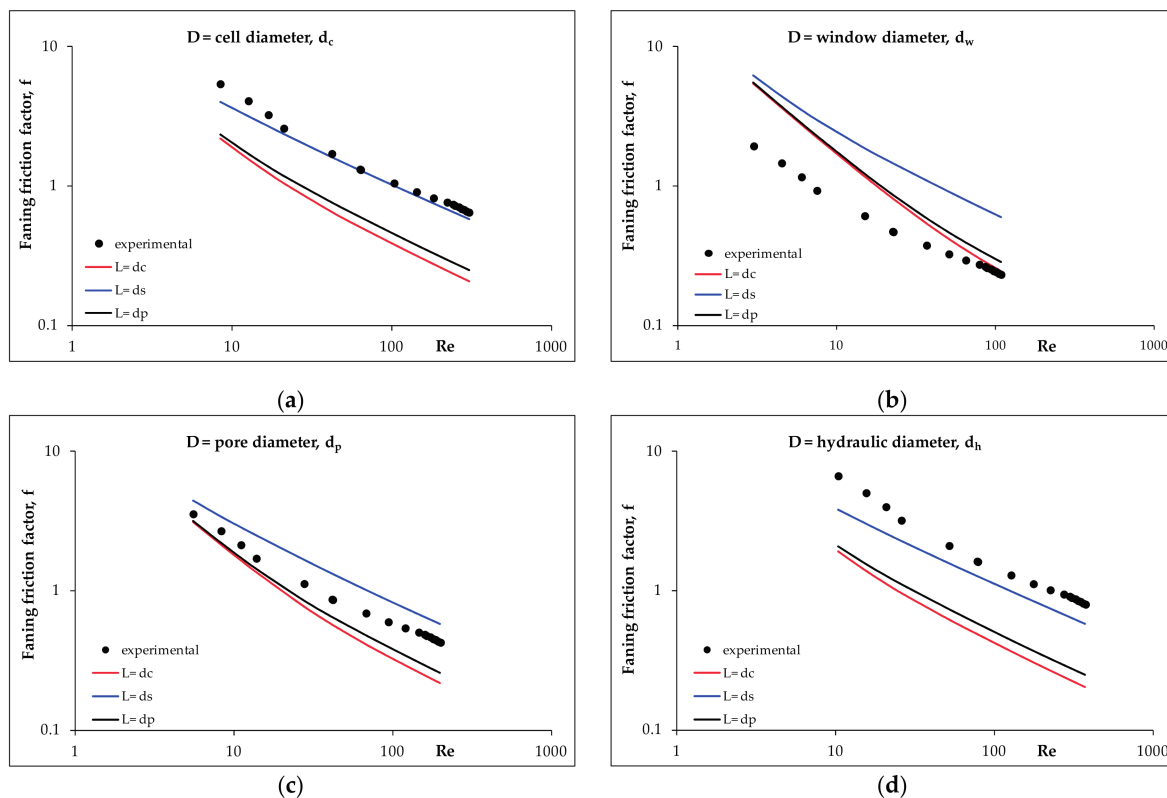 D = cell diameter, dc
10
1
0.1
Faning friction factor, f
experimental
L= dc
L= ds
L= dp
1
10
100
Re
1000
(a)
D = window diameter, dw
10
1
0.1
Faning friction factor, f
experimental
L= dc
L= ds
L= dp
1
10
100
Re
1000
(b)
D = pore diameter, dp
10
1
0.1
Faning friction factor, f
experimental
L= dc
L= ds
L= dp
1
10
100
Re
1000
(c)
D = hydraulic diameter, dh
10
1
0.1
Faning friction factor, f
experimental
L= dc
L= ds
L= dp
1
10
100
Re
1000
(d)